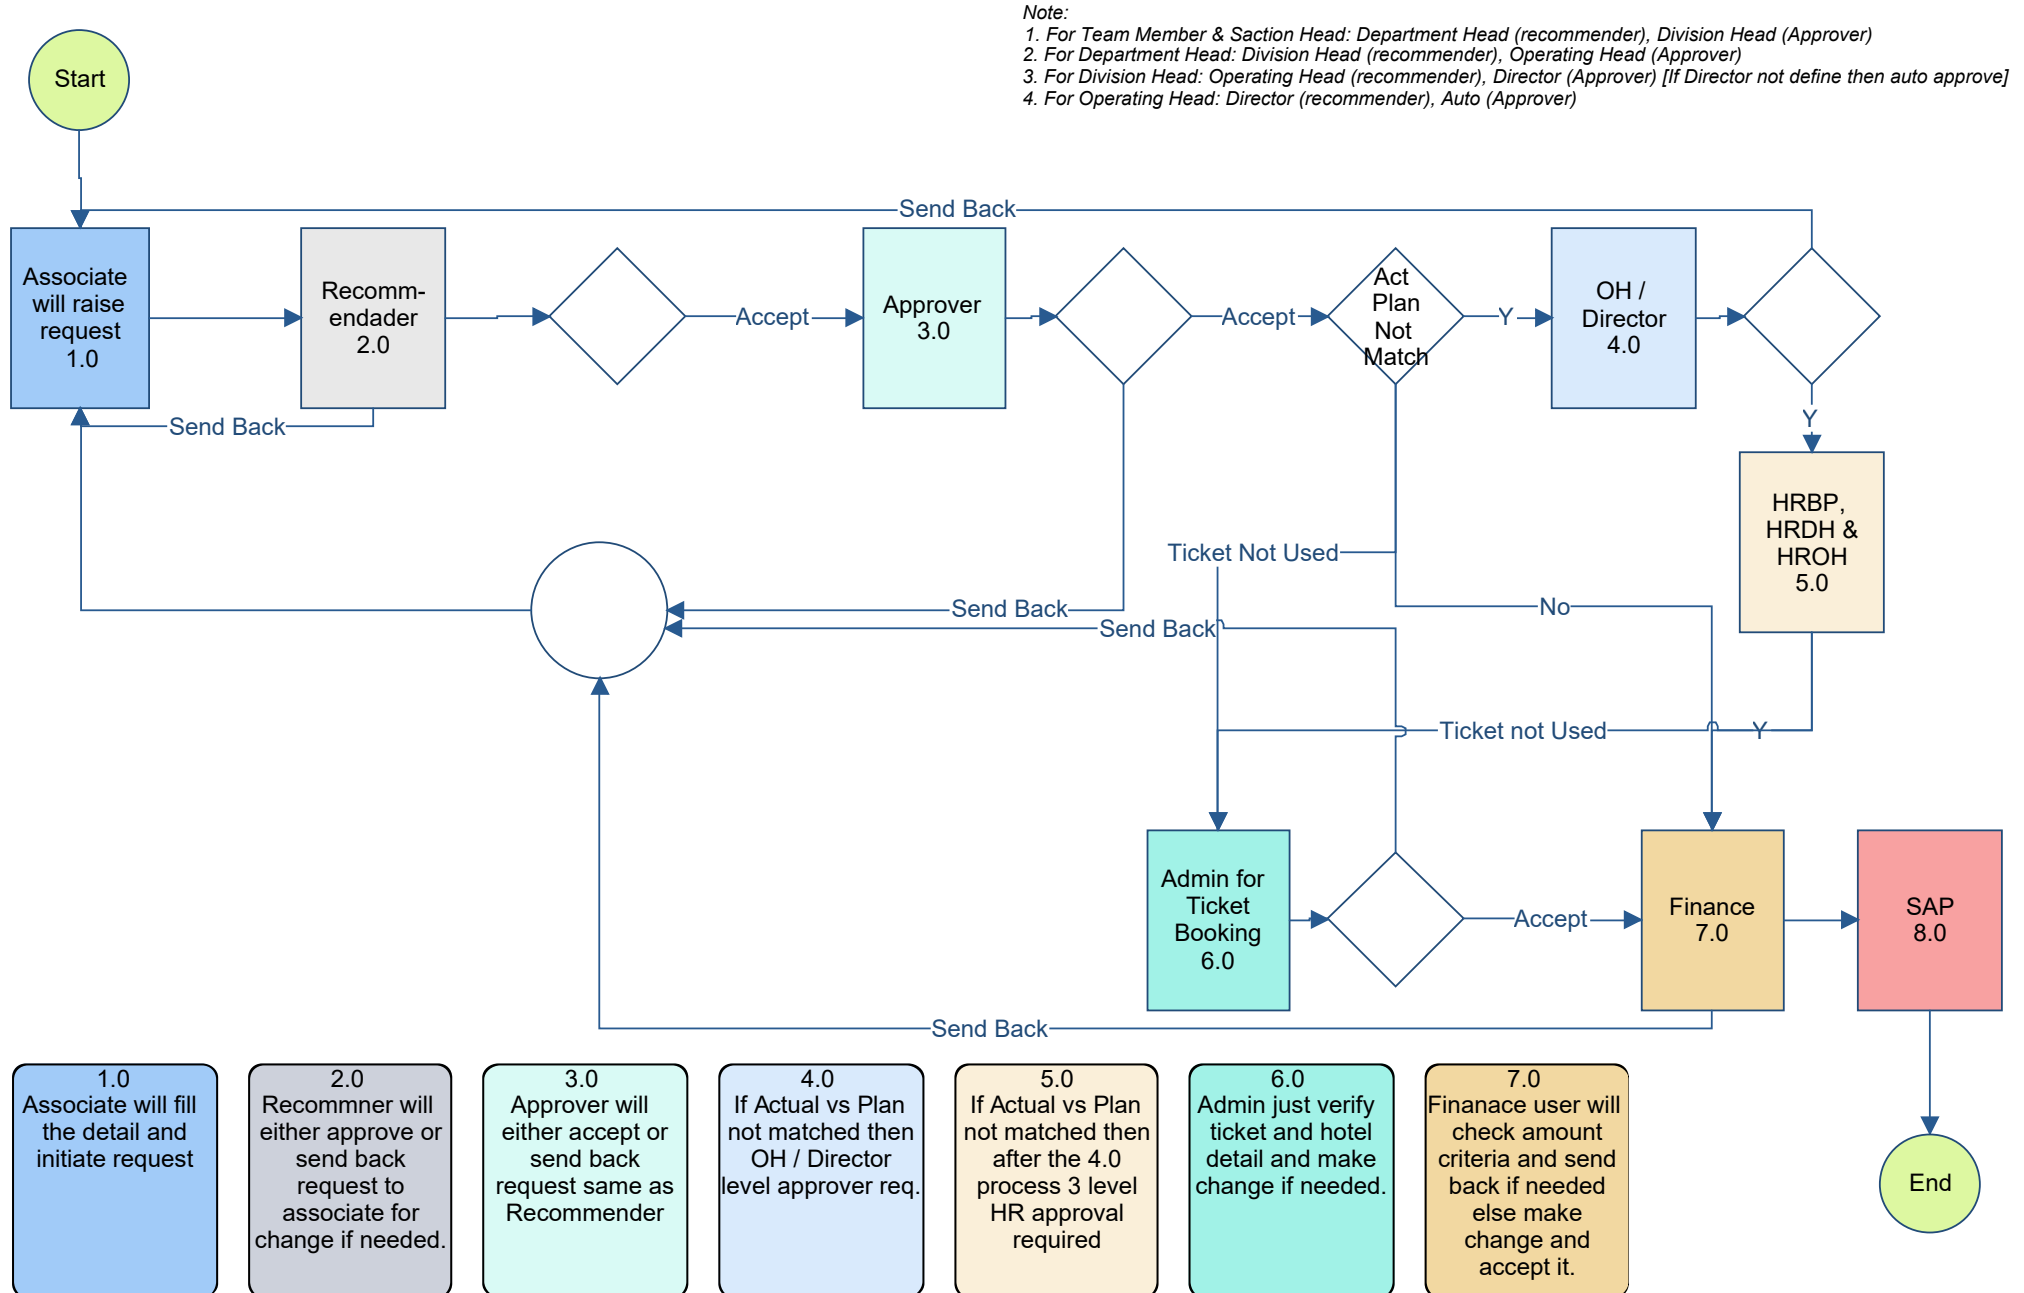 Note:
1. For Team Member & Saction Head: Department Head (recommender), Division Head (Approver)
2. For Department Head: Division Head (recommender), Operating Head (Approver)
3. For Division Head: Operating Head (recommender), Director (Approver) [If Director not define then auto approve]
4. For Operating Head: Director (recommender), Auto (Approver)
Start
Send Back
Associate
will raise
request
1.0
Recomm-
endader
2.0
Accept
Approver
3.0
Accept
Act
Plan
Not
Match
Y
OH /
Director
4.0
Send Back
Y
HRBP,
HRDH &
HROH
5.0
Ticket Not Used
Send Back
No
Send Back
Ticket not Used
Y
Admin for
Ticket
Booking
6.0
Accept
Finance
7.0
SAP
8.0
Send Back
1.0
Associate will fill
the detail and
initiate request
2.0
Recommner will
either approve or
send back
request to
associate for
change if needed.
3.0
Approver will
either accept or
send back
request same as
Recommender
4.0
If Actual vs Plan
not matched then
OH / Director
level approver req.
5.0
If Actual vs Plan
not matched then
after the 4.0
process 3 level
HR approval
required
6.0
Admin just verify
ticket and hotel
detail and make
change if needed.
7.0
Finanace user will
check amount
criteria and send
back if needed
else make
change and
accept it.
End